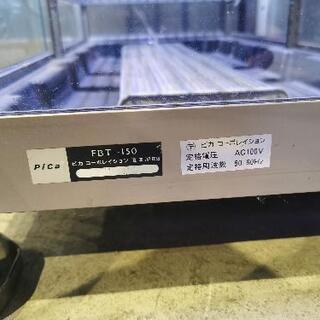 PiCa
FBT-150
ピカ コーポレイション
〒 ピカ コーポレイション
定格電圧 AC100V
定格周波数 50/60Hz